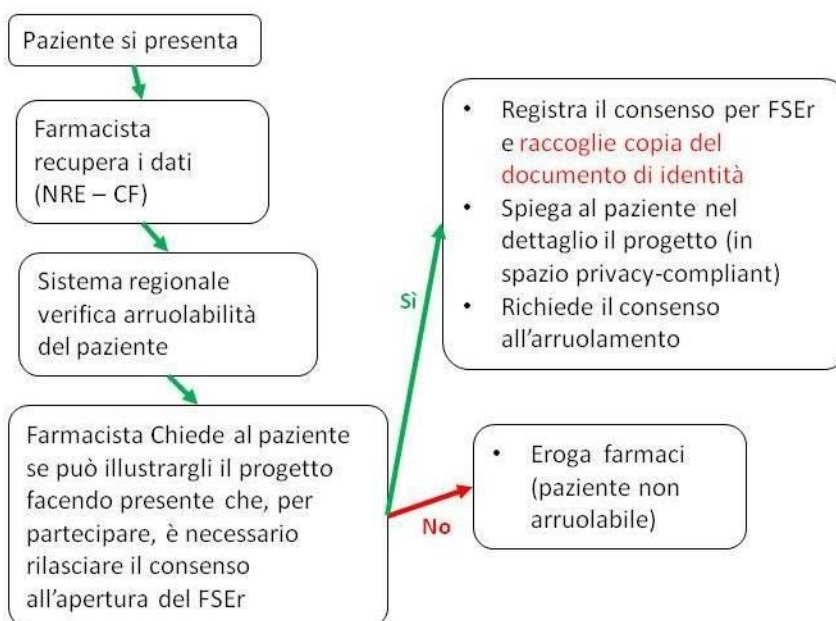 Paziente si presenta
Farmacista
recupera i dati
(NRE – CF)
Sistema regionale
verifica arruolabilità
del paziente
Farmacista Chiede al paziente
se può illustrargli il progetto
facendo presente che, per
partecipare, è necessario
rilasciare il consenso
all'apertura del FSEr
Sì
• Registra il consenso per FSEr
e raccoglie copia del
documento di identità
• Spiega al paziente nel
dettaglio il progetto (in
spazio privacy-compliant)
• Richiede il consenso
all'arruolamento
No
• Eroga farmaci
(paziente non
arruolabile)